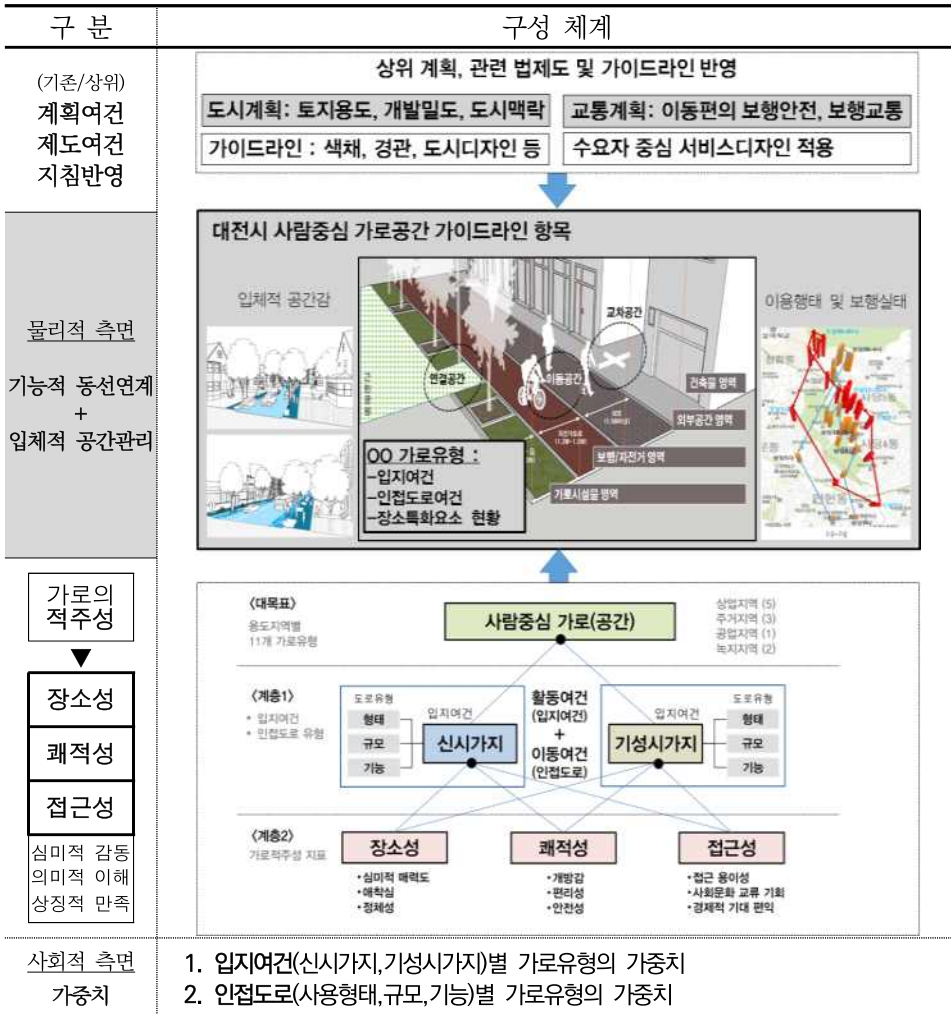 구 분
구성 체계
(기존/상위)
계획여건
제도여건
지침반영
상위 계획, 관련 법제도 및 가이드라인 반영
도시계획: 토지용도, 개발밀도, 도시맥락
교통계획: 이동편의 보행안전, 보행교통
가이드라인 : 색채, 경관, 도시디자인 등
수요자 중심 서비스디자인 적용
물리적 측면
기능적 동선연계
+
입체적 공간관리
대전시 사람중심 가로공간 가이드라인 항목
입체적 공간감
이용행태 및 보행실태
교차공간
연결공간
이동공간
건축물 영역
외부공간 영역
보행/자전거 영역
가로시설물 영역
OO 가로유형 :
-입지여건
-인접도로여건
-장소특화요소 현황
가로의
적주성
▼
장소성
쾌적성
접근성
심미적 감동
의미적 이해
상징적 만족
<대목표>
용도지역별
11개 가로유형
사람중심 가로(공간)
상업지역 (5)
주거지역 (3)
공업지역 (1)
녹지지역 (2)
<계층1>
• 입지여건
• 인접도로 유형
도로유형
형태
규모
기능
입지여건
신시가지
활동여건
(입지여건)
+
이동여건
(인접도로)
입지여건
기성시가지
도로유형
형태
규모
기능
<계층2>
가로적주성 지표
장소성
•심미적 매력도
•애착심
•정체성
쾌적성
•개방감
•편리성
•안전성
접근성
•접근 용이성
•사회문화 교류 기회
•경제적 기대 편익
사회적 측면
가중치
1. 입지여건(신시가지,기성시가지)별 가로유형의 가중치
2. 인접도로(사용형태,규모,기능)별 가로유형의 가중치